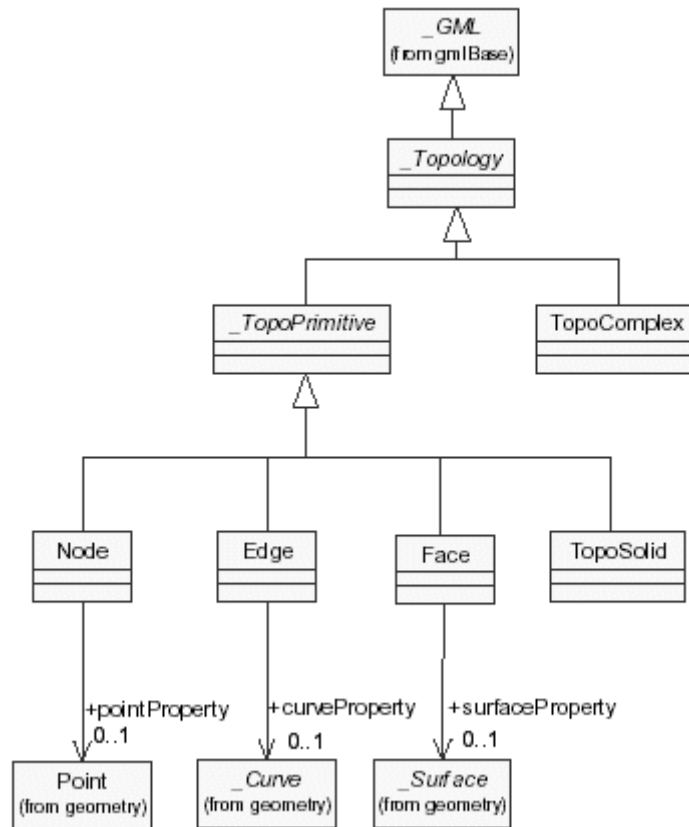 _GML
(from gmlBase)
_Topology
_TopoPrimitive
TopoComplex
Node
Edge
Face
TopoSolid
+pointProperty
0..1
+curveProperty
0..1
+surfaceProperty
0..1
Point
(from geometry)
_Curve
(from geometry)
_Surface
(from geometry)